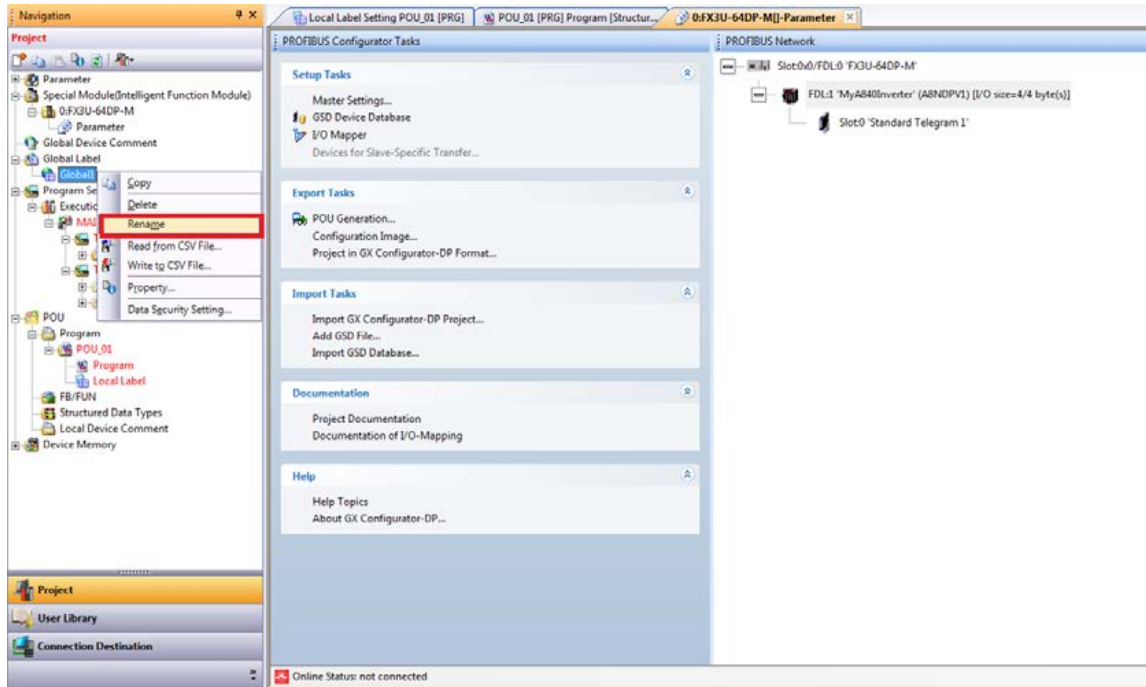 Navigation
Project
Parameter
Special Module(Intelligent Function Module)
0:FX3U-64DP-M
Parameter
Global Device Comment
Global Label
Global1
Program Se
Executio
MAI
POU
Program
POU_01
Program
Local Label
FB/FUN
Structured Data Types
Local Device Comment
Device Memory
Project
User Library
Connection Destination
Copy
Delete
Rename
Read from CSV File...
Write to CSV File...
Property...
Data Security Setting...
Local Label Setting POU_01 [PRG]
POU_01 [PRG] Program [Structur...
0:FX3U-64DP-M[]-Parameter
PROFIBUS Configurator Tasks
Setup Tasks
Master Settings...
GSD Device Database
I/O Mapper
Devices for Slave-Specific Transfer...
Export Tasks
POU Generation...
Configuration Image...
Project in GX Configurator-DP Format...
Import Tasks
Import GX Configurator-DP Project...
Add GSD File...
Import GSD Database...
Documentation
Project Documentation
Documentation of I/O-Mapping
Help
Help Topics
About GX Configurator-DP...
PROFIBUS Network
Slot:0x0/FDL:0 'FX3U-64DP-M'
FDL:1 'MyA840Inverter' (A8NDPV1) [I/O size=4/4 byte(s)]
Slot:0 'Standard Telegram 1'
Online Status: not connected